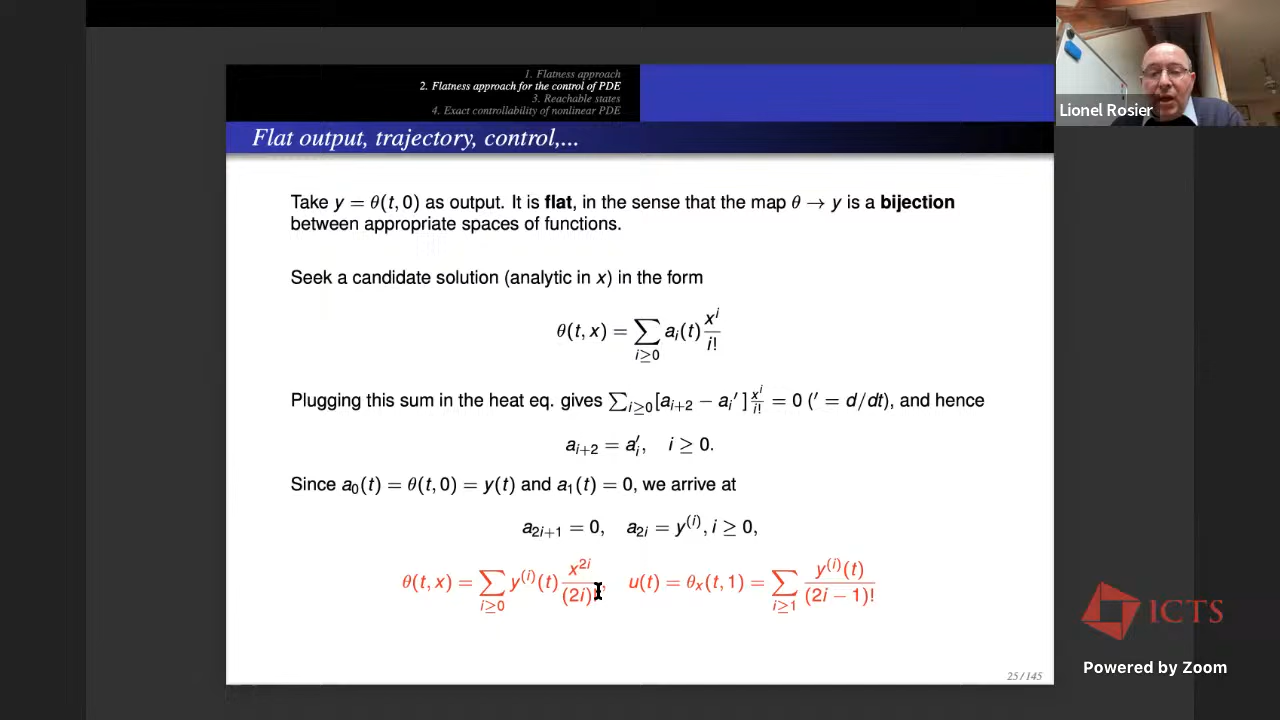 1. Flatness approach
2. Flatness approach for the control of PDE
3. Reachable states
4. Exact controllability of nonlinear PDE
Lionel Rosier
Flat output, trajectory, control,...
Take y = θ(t, 0) as output. It is flat, in the sense that the map θ → y is a bijection
between appropriate spaces of functions.
Seek a candidate solution (analytic in x) in the form
θ(t, x) = ∑_{i≥0} a_i(t) x^i/i!
Plugging this sum in the heat eq. gives ∑_{i≥0}[a_{i+2} − a_i′] x^i/i! = 0 (′ = d/dt), and hence
a_{i+2} = a_i′,   i ≥ 0.
Since a_0(t) = θ(t, 0) = y(t) and a_1(t) = 0, we arrive at
a_{2i+1} = 0,   a_{2i} = y^{(i)}, i ≥ 0,
θ(t, x) = ∑_{i≥0} y^{(i)}(t) x^{2i}/(2i)!,   u(t) = θ_x(t, 1) = ∑_{i≥1} y^{(i)}(t)/(2i − 1)!
ICTS
Powered by Zoom
25 / 145